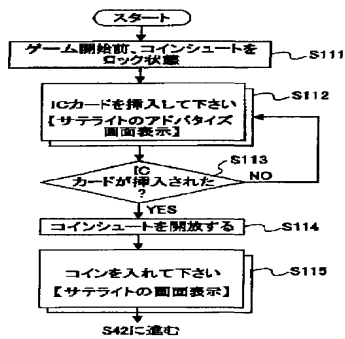 スタート
ゲーム開始前、コインシュートを
ロック状態
S111
ICカードを挿入して下さい
【サテライトのアドバタイズ
画面表示】
S112
IC
カードが挿入された
?
S113
NO
YES
コインシュートを開放する
S114
コインを入れて下さい
【サテライトの画面表示】
S115
S42に進む